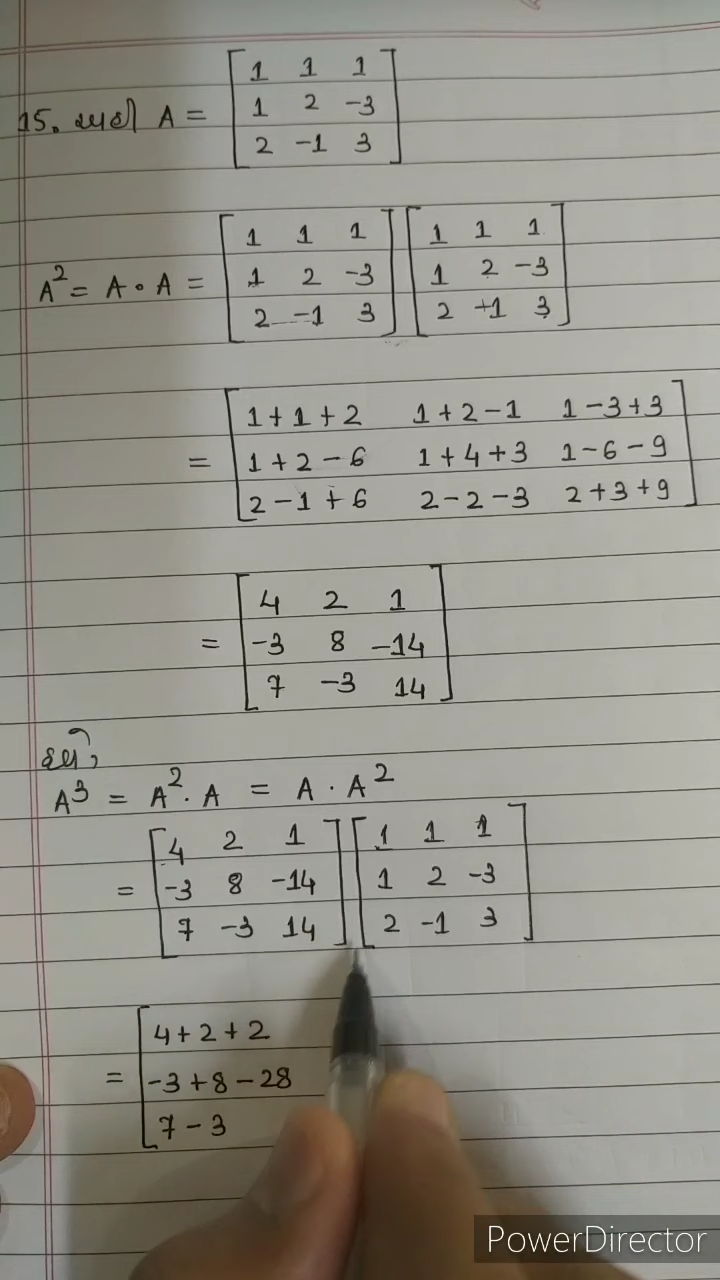 15. અહીં A = [1 1 1
1 2 -3
2 -1 3]
A² = A • A = [1 1 1 [1 1 1
1 2 -3 1 2 -3
2 -1 3] 2 +1 3]
= [1+1+2 1+2-1 1-3+3
1+2-6 1+4+3 1-6-9
2-1+6 2-2-3 2+3+9]
= [4 2 1
-3 8 -14
7 -3 14]
હવે,
A³ = A² . A = A . A²
= [4 2 1 [1 1 1
-3 8 -14 1 2 -3
7 -3 14] 2 -1 3]
= [4+2+2
-3+8-28
7-3
PowerDirector